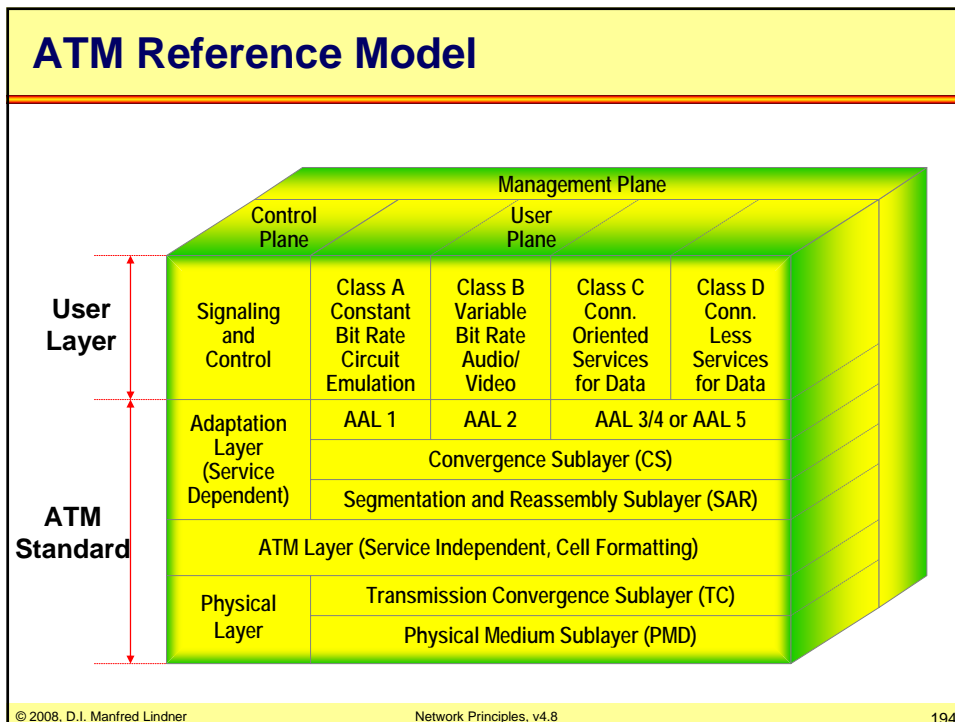 ATM Reference Model
Management Plane
Control
Plane
User
Plane
User
Layer
Signaling
and
Control
Class A
Constant
Bit Rate
Circuit
Emulation
Class B
Variable
Bit Rate
Audio/
Video
Class C
Conn.
Oriented
Services
for Data
Class D
Conn.
Less
Services
for Data
ATM
Standard
Adaptation
Layer
(Service
Dependent)
AAL 1
AAL 2
AAL 3/4 or AAL 5
Convergence Sublayer (CS)
Segmentation and Reassembly Sublayer (SAR)
ATM Layer (Service Independent, Cell Formatting)
Physical
Layer
Transmission Convergence Sublayer (TC)
Physical Medium Sublayer (PMD)
© 2008, D.I. Manfred Lindner
Network Principles, v4.8
194